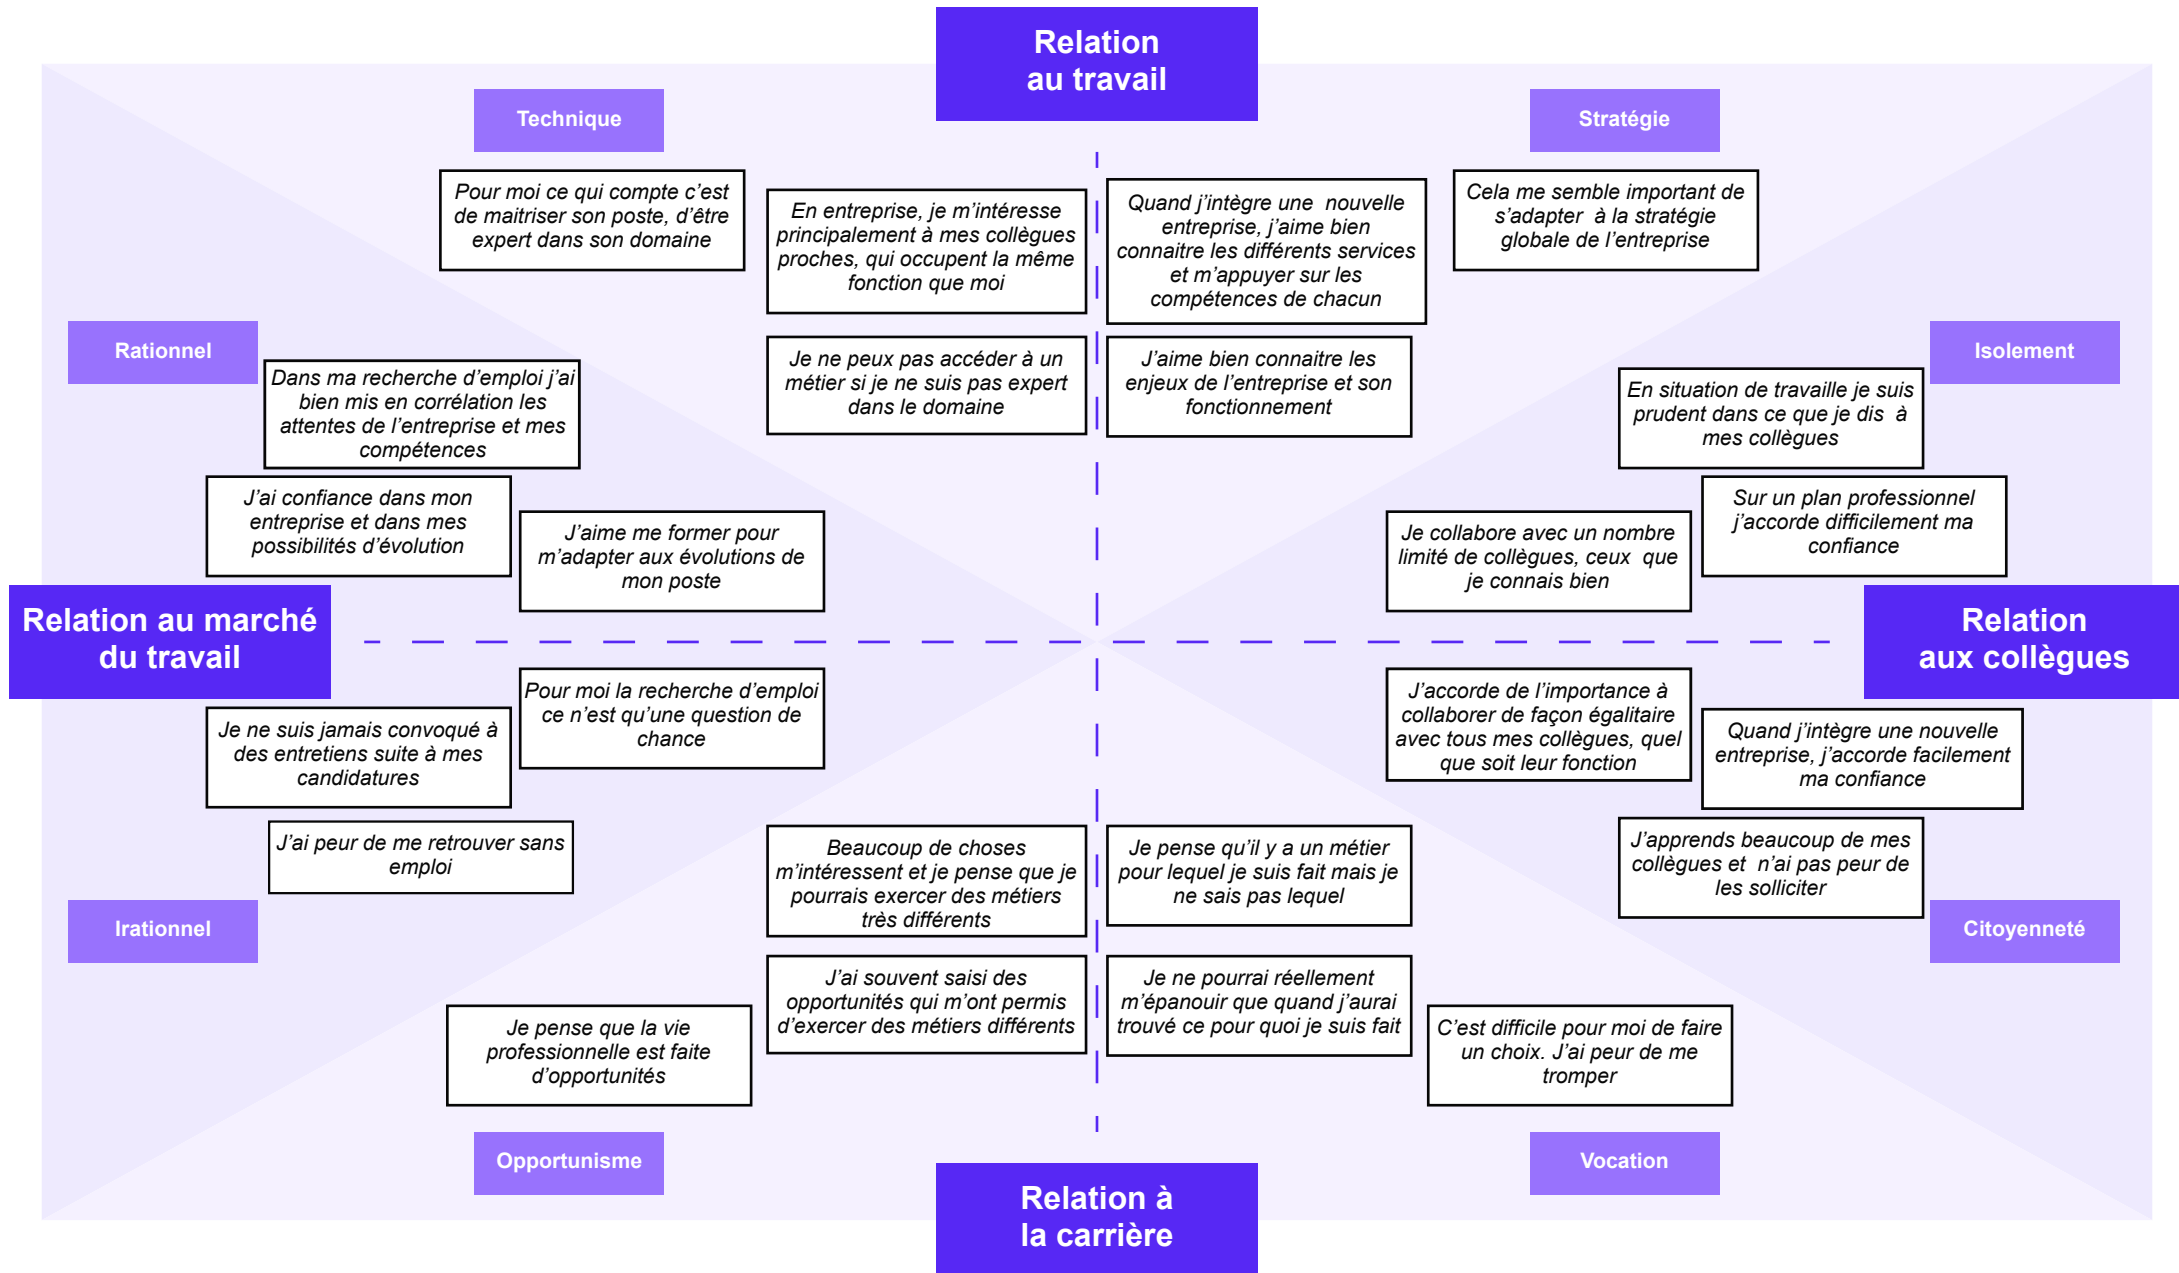 Relation
au travail
Technique
Stratégie
Pour moi ce qui compte c’est
de maitriser son poste, d’être
expert dans son domaine
En entreprise, je m’intéresse
principalement à mes collègues
proches, qui occupent la même
fonction que moi
Quand j’intègre une nouvelle
entreprise, j’aime bien
connaitre les différents services
et m’appuyer sur les
compétences de chacun
Cela me semble important de
s’adapter à la stratégie
globale de l’entreprise
Je ne peux pas accéder à un
métier si je ne suis pas expert
dans le domaine
J’aime bien connaitre les
enjeux de l’entreprise et son
fonctionnement
Rationnel
Dans ma recherche d’emploi j’ai
bien mis en corrélation les
attentes de l’entreprise et mes
compétences
J’ai confiance dans mon
entreprise et dans mes
possibilités d’évolution
J’aime me former pour
m’adapter aux évolutions de
mon poste
Isolement
En situation de travaille je suis
prudent dans ce que je dis à
mes collègues
Je collabore avec un nombre
limité de collègues, ceux que
je connais bien
Sur un plan professionnel
j’accorde difficilement ma
confiance
Relation au marché
du travail
Relation
aux collègues
Pour moi la recherche d’emploi
ce n’est qu’une question de
chance
Je ne suis jamais convoqué à
des entretiens suite à mes
candidatures
J’ai peur de me retrouver sans
emploi
Irationnel
J’accorde de l’importance à
collaborer de façon égalitaire
avec tous mes collègues, quel
que soit leur fonction
Quand j’intègre une nouvelle
entreprise, j’accorde facilement
ma confiance
J’apprends beaucoup de mes
collègues et n’ai pas peur de
les solliciter
Citoyenneté
Beaucoup de choses
m’intéressent et je pense que je
pourrais exercer des métiers
très différents
Je pense qu’il y a un métier
pour lequel je suis fait mais je
ne sais pas lequel
J’ai souvent saisi des
opportunités qui m’ont permis
d’exercer des métiers différents
Je ne pourrai réellement
m’épanouir que quand j’aurai
trouvé ce pour quoi je suis fait
Je pense que la vie
professionnelle est faite
d’opportunités
C’est difficile pour moi de faire
un choix. J’ai peur de me
tromper
Opportunisme
Vocation
Relation à
la carrière